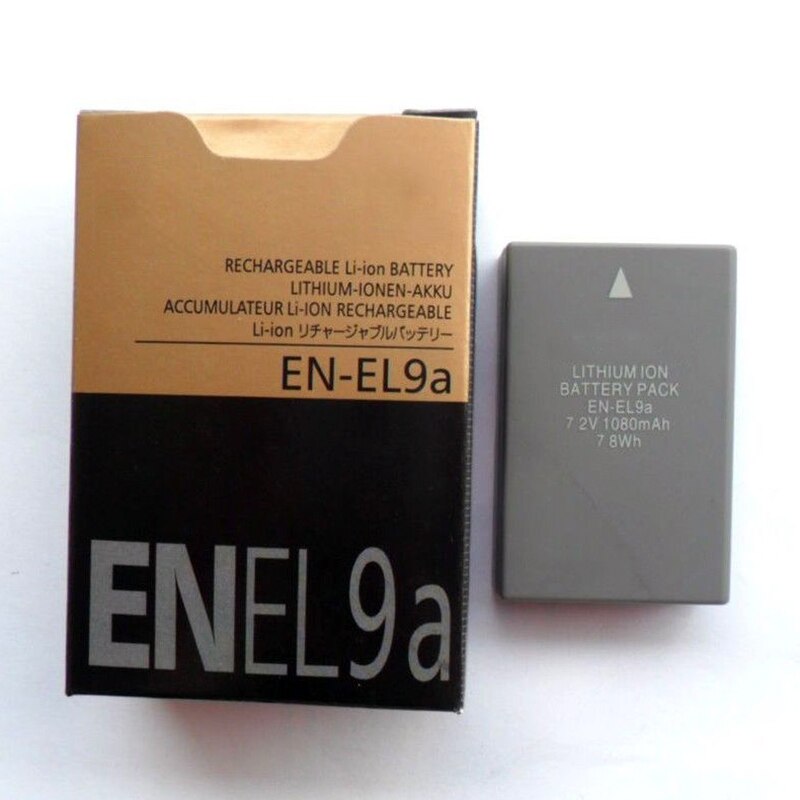 RECHARGEABLE Li-ion BATTERY
LITHIUM-IONEN-AKKU
ACCUMULATEUR Li-ION RECHARGEABLE
Li-ion リチャージャブルバッテリー
EN-EL9a
ENEL9a
LITHIUM ION
BATTERY PACK
EN-EL9a
7.2V 1080mAh
7.8Wh